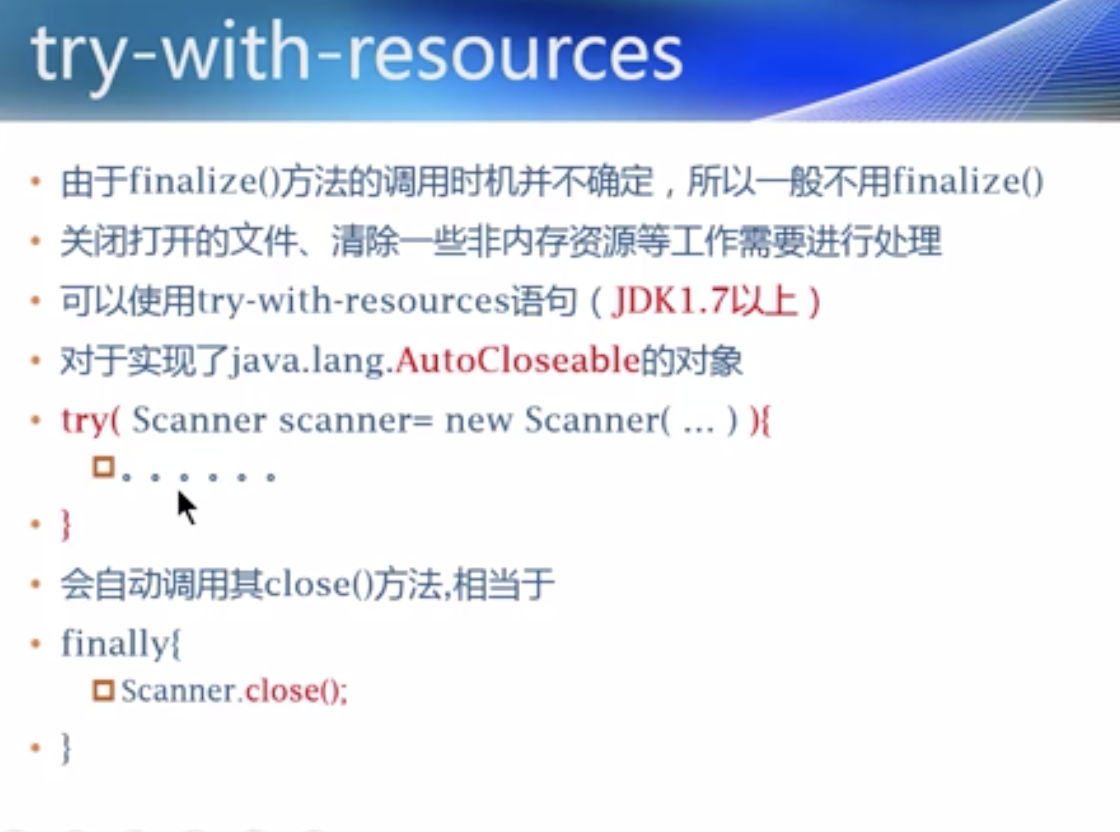 try-with-resources
由于finalize()方法的调用时机并不确定，所以一般不用finalize()
关闭打开的文件、清除一些非内存资源等工作需要进行处理
可以使用try-with-resources语句（JDK1.7以上）
对于实现了java.lang.AutoCloseable的对象
try( Scanner scanner= new Scanner( … ) ){
。。。。。。
}
会自动调用其close()方法,相当于
finally{
Scanner.close();
}